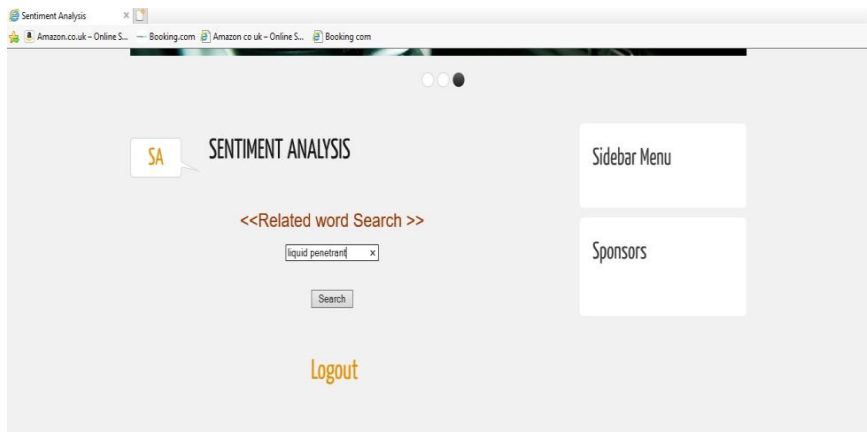 Sentiment Analysis
Amazon.co.uk – Online S... Booking.com Amazon co uk – Online S... Booking com
SA
SENTIMENT ANALYSIS
<<Related word Search >>
liquid penetrant x
Search
Logout
Sidebar Menu
Sponsors